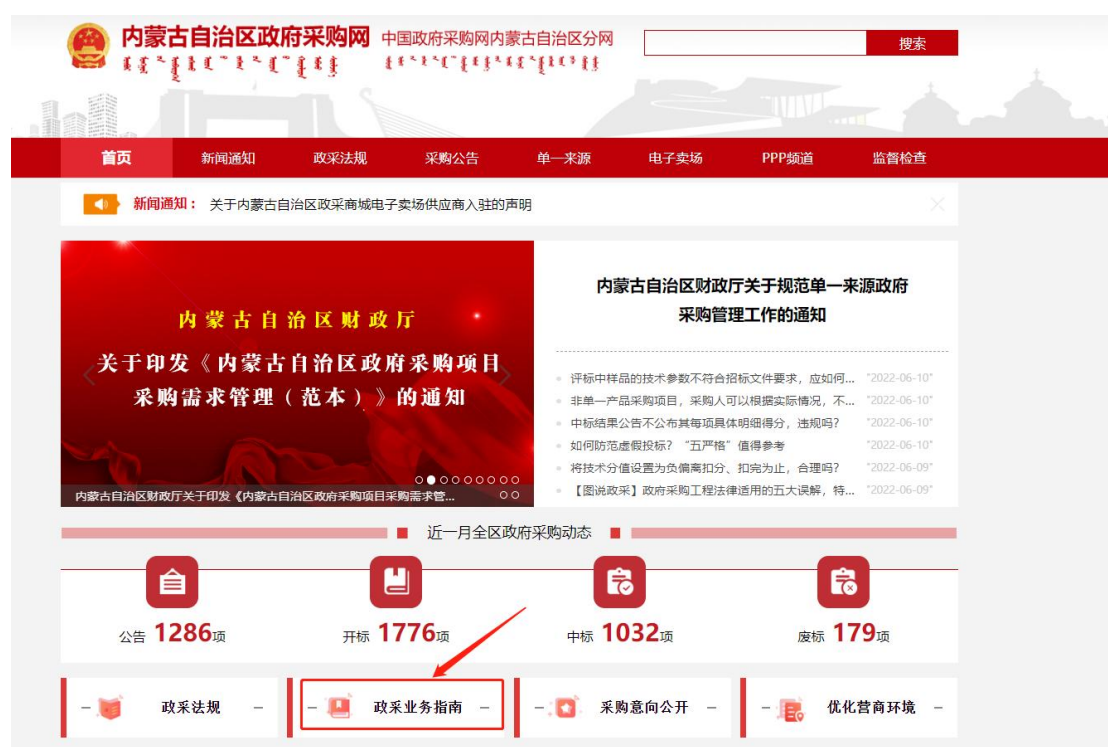 内蒙古自治区政府采购网
中国政府采购网内蒙古自治区分网
搜索
首页 新闻通知 政采法规 采购公告 单一来源 电子卖场 PPP频道 监督检查
新闻通知： 关于内蒙古自治区政采商城电子卖场供应商入驻的声明
内蒙古自治区财政厅
关于印发《内蒙古自治区政府采购项目
采购需求管理（范本）》的通知
内蒙古自治区财政厅关于印发《内蒙古自治区政府采购项目采购需求管...
内蒙古自治区财政厅关于规范单一来源政府
采购管理工作的通知
评标中样品的技术参数不符合招标文件要求，应如何... "2022-06-10"
非单一产品采购项目，采购人可以根据实际情况，不... "2022-06-10"
中标结果公告不公布其每项具体明细得分，违规吗? "2022-06-10"
如何防范虚假投标? “五严格”值得参考 "2022-06-10"
将技术分值设置为负偏离扣分、扣完为止，合理吗? "2022-06-09"
【图说政采】政府采购工程法律适用的五大误解，特... "2022-06-09"
近一月全区政府采购动态
公告 1286项 开标 1776项 中标 1032项 废标 179项
政采法规 政采业务指南 采购意向公开 优化营商环境